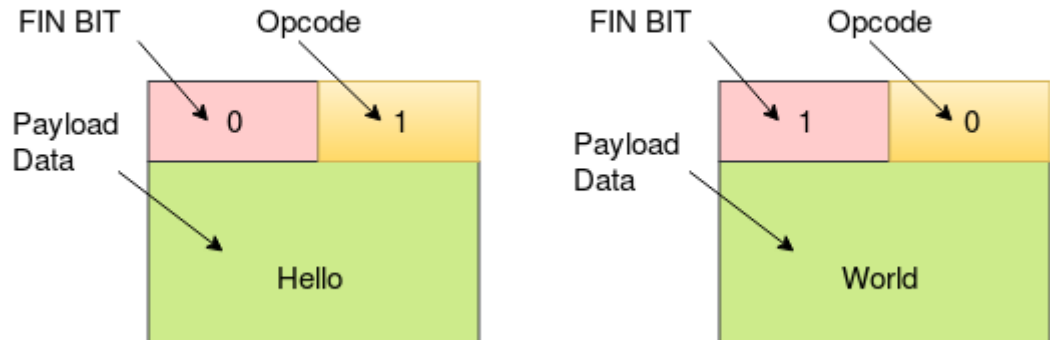 FIN BIT
Opcode
0
1
Payload
Data
Hello
FIN BIT
Opcode
1
0
Payload
Data
World